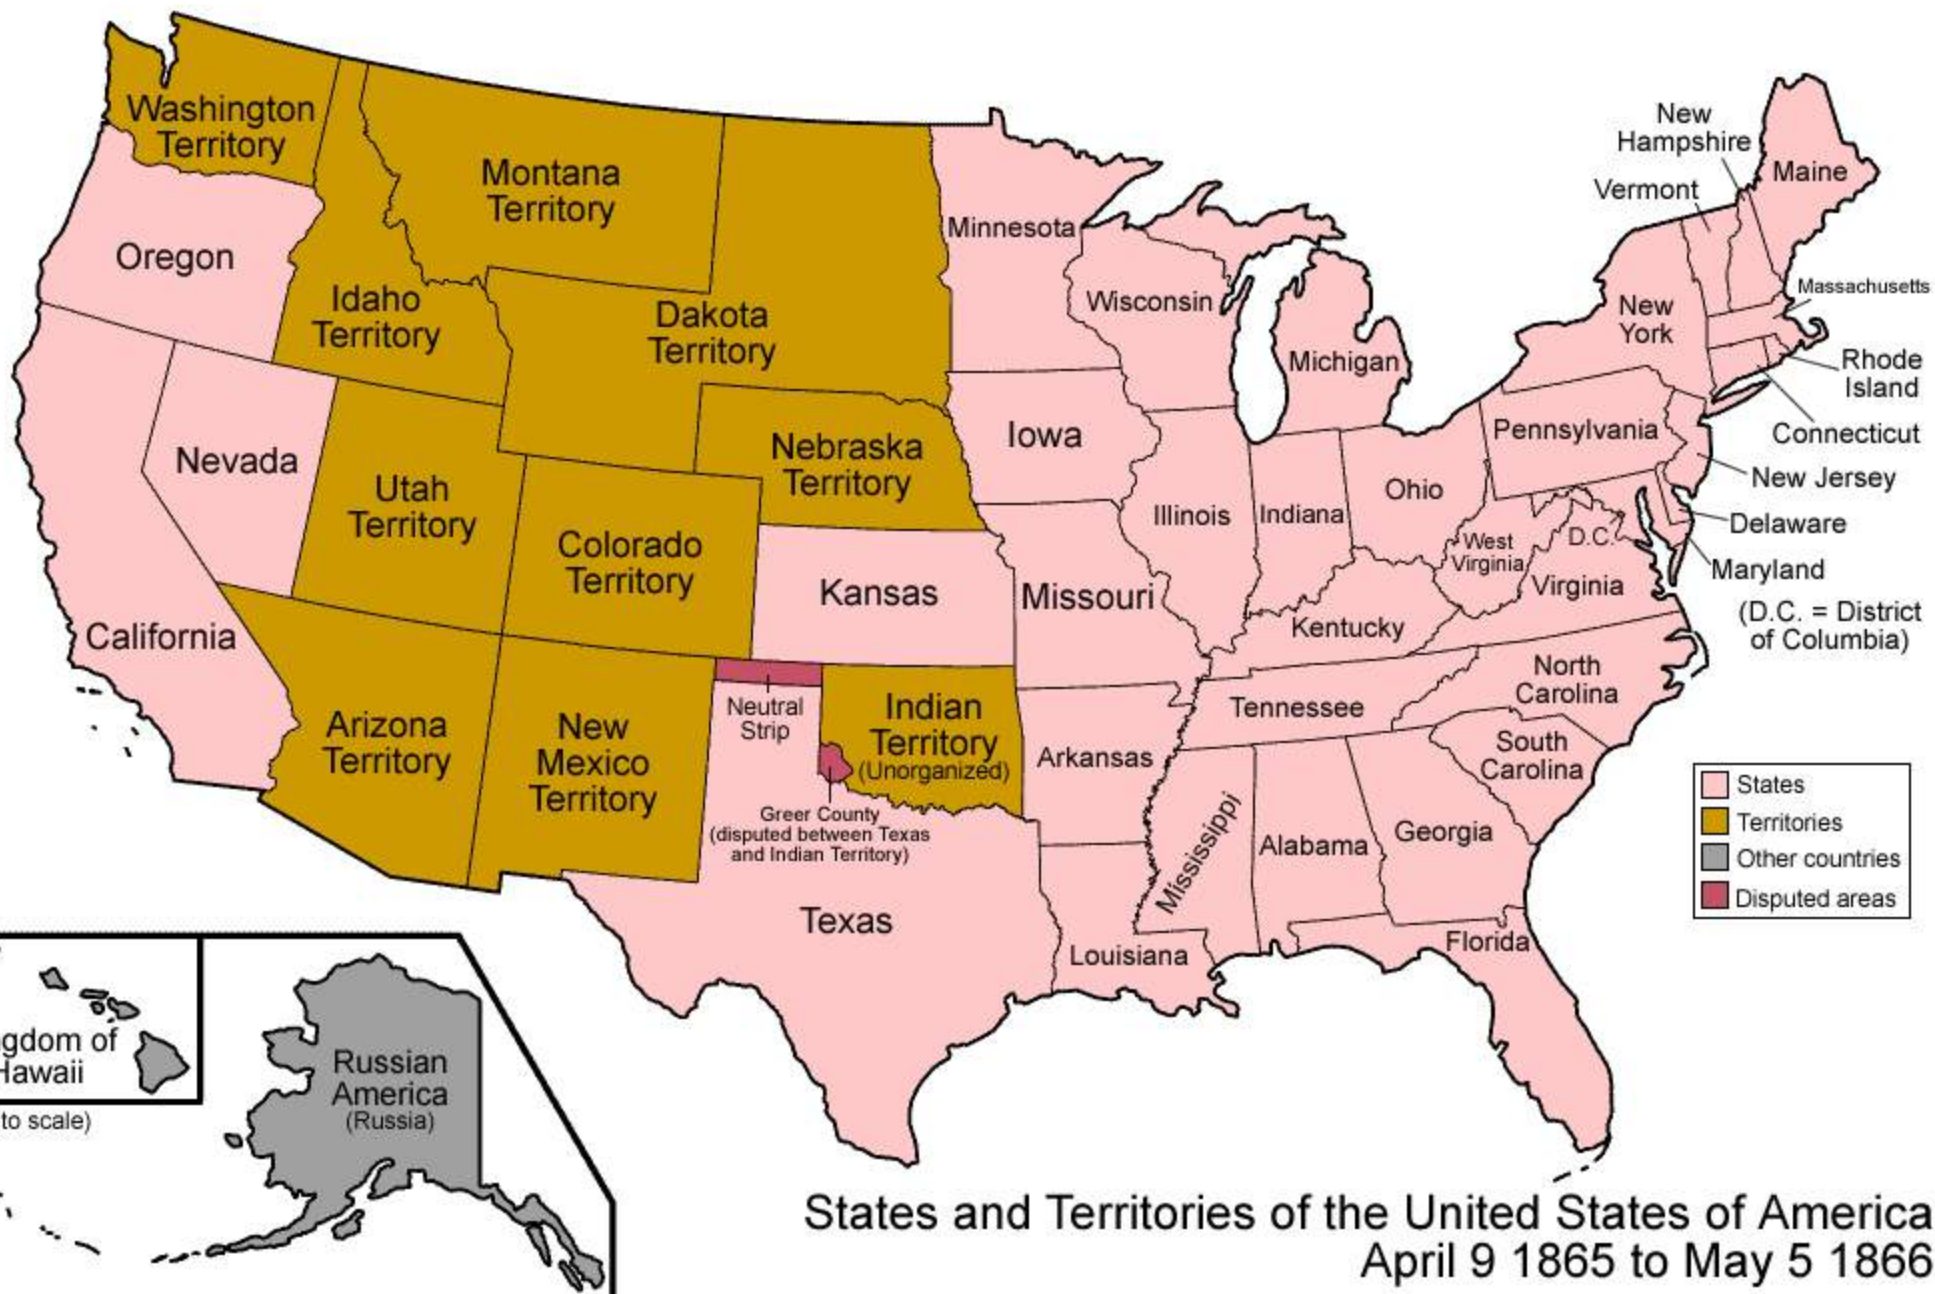 Washington
Territory
Montana
Territory
Oregon
Idaho
Territory
Dakota
Territory
Minnesota
Wisconsin
Michigan
New
Hampshire
Vermont
Maine
Massachusetts
New
York
Rhode
Island
Connecticut
New Jersey
Delaware
Maryland
(D.C. = District
of Columbia)
Pennsylvania
Nevada
Utah
Territory
Colorado
Territory
Nebraska
Territory
Iowa
Illinois
Indiana
Ohio
West
Virginia
D.C.
Virginia
Kansas
Missouri
Kentucky
California
Arizona
Territory
New
Mexico
Territory
Neutral
Strip
Indian
Territory
(Unorganized)
Greer County
(disputed between Texas
and Indian Territory)
Arkansas
Tennessee
North
Carolina
South
Carolina
Mississippi
Alabama
Georgia
Texas
Louisiana
Florida
States
Territories
Other countries
Disputed areas
gdom of
Hawaii
to scale)
Russian
America
(Russia)
States and Territories of the United States of America
April 9 1865 to May 5 1866